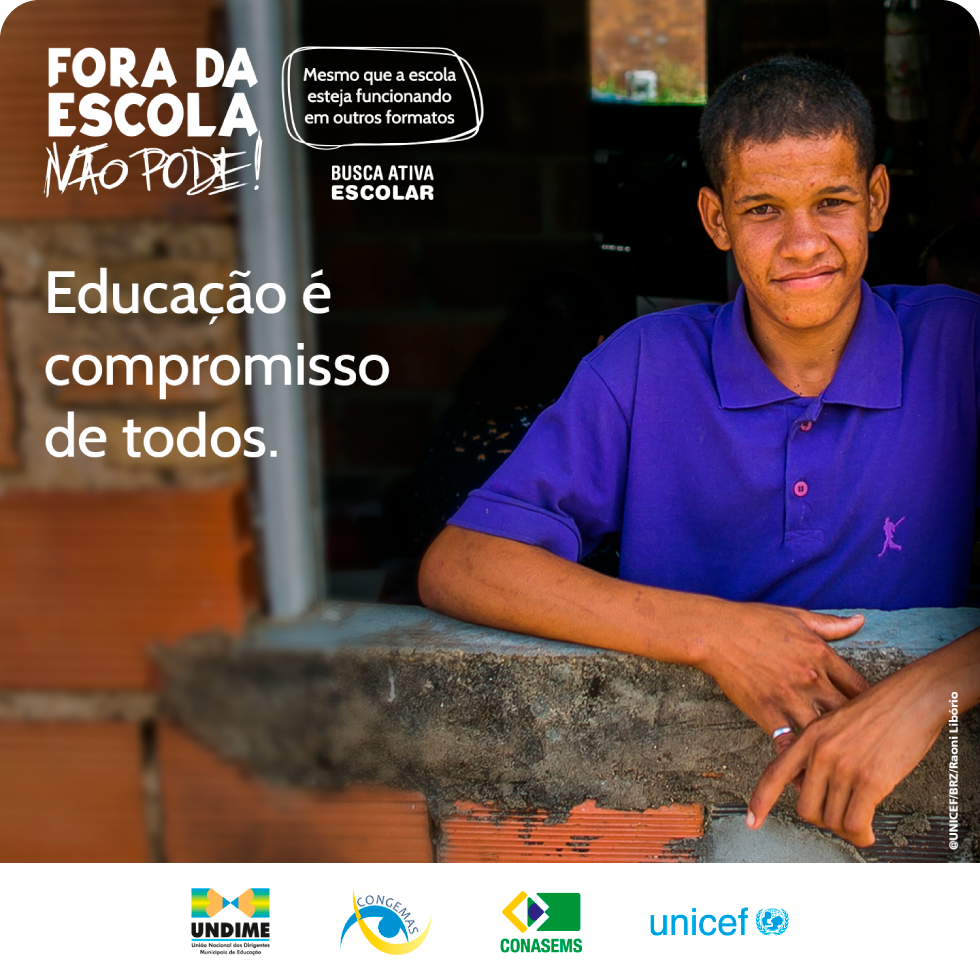 FORA DA
ESCOLA
NÃO PODE!
Mesmo que a escola
esteja funcionando
em outros formatos
BUSCA ATIVA
ESCOLAR
Educação é
compromisso
de todos.
@UNICEF/BRZ/Raoni Libório
UNDIME
União Nacional dos Dirigentes
Municipais de Educação
CONGEMAS
CONASEMS
unicef